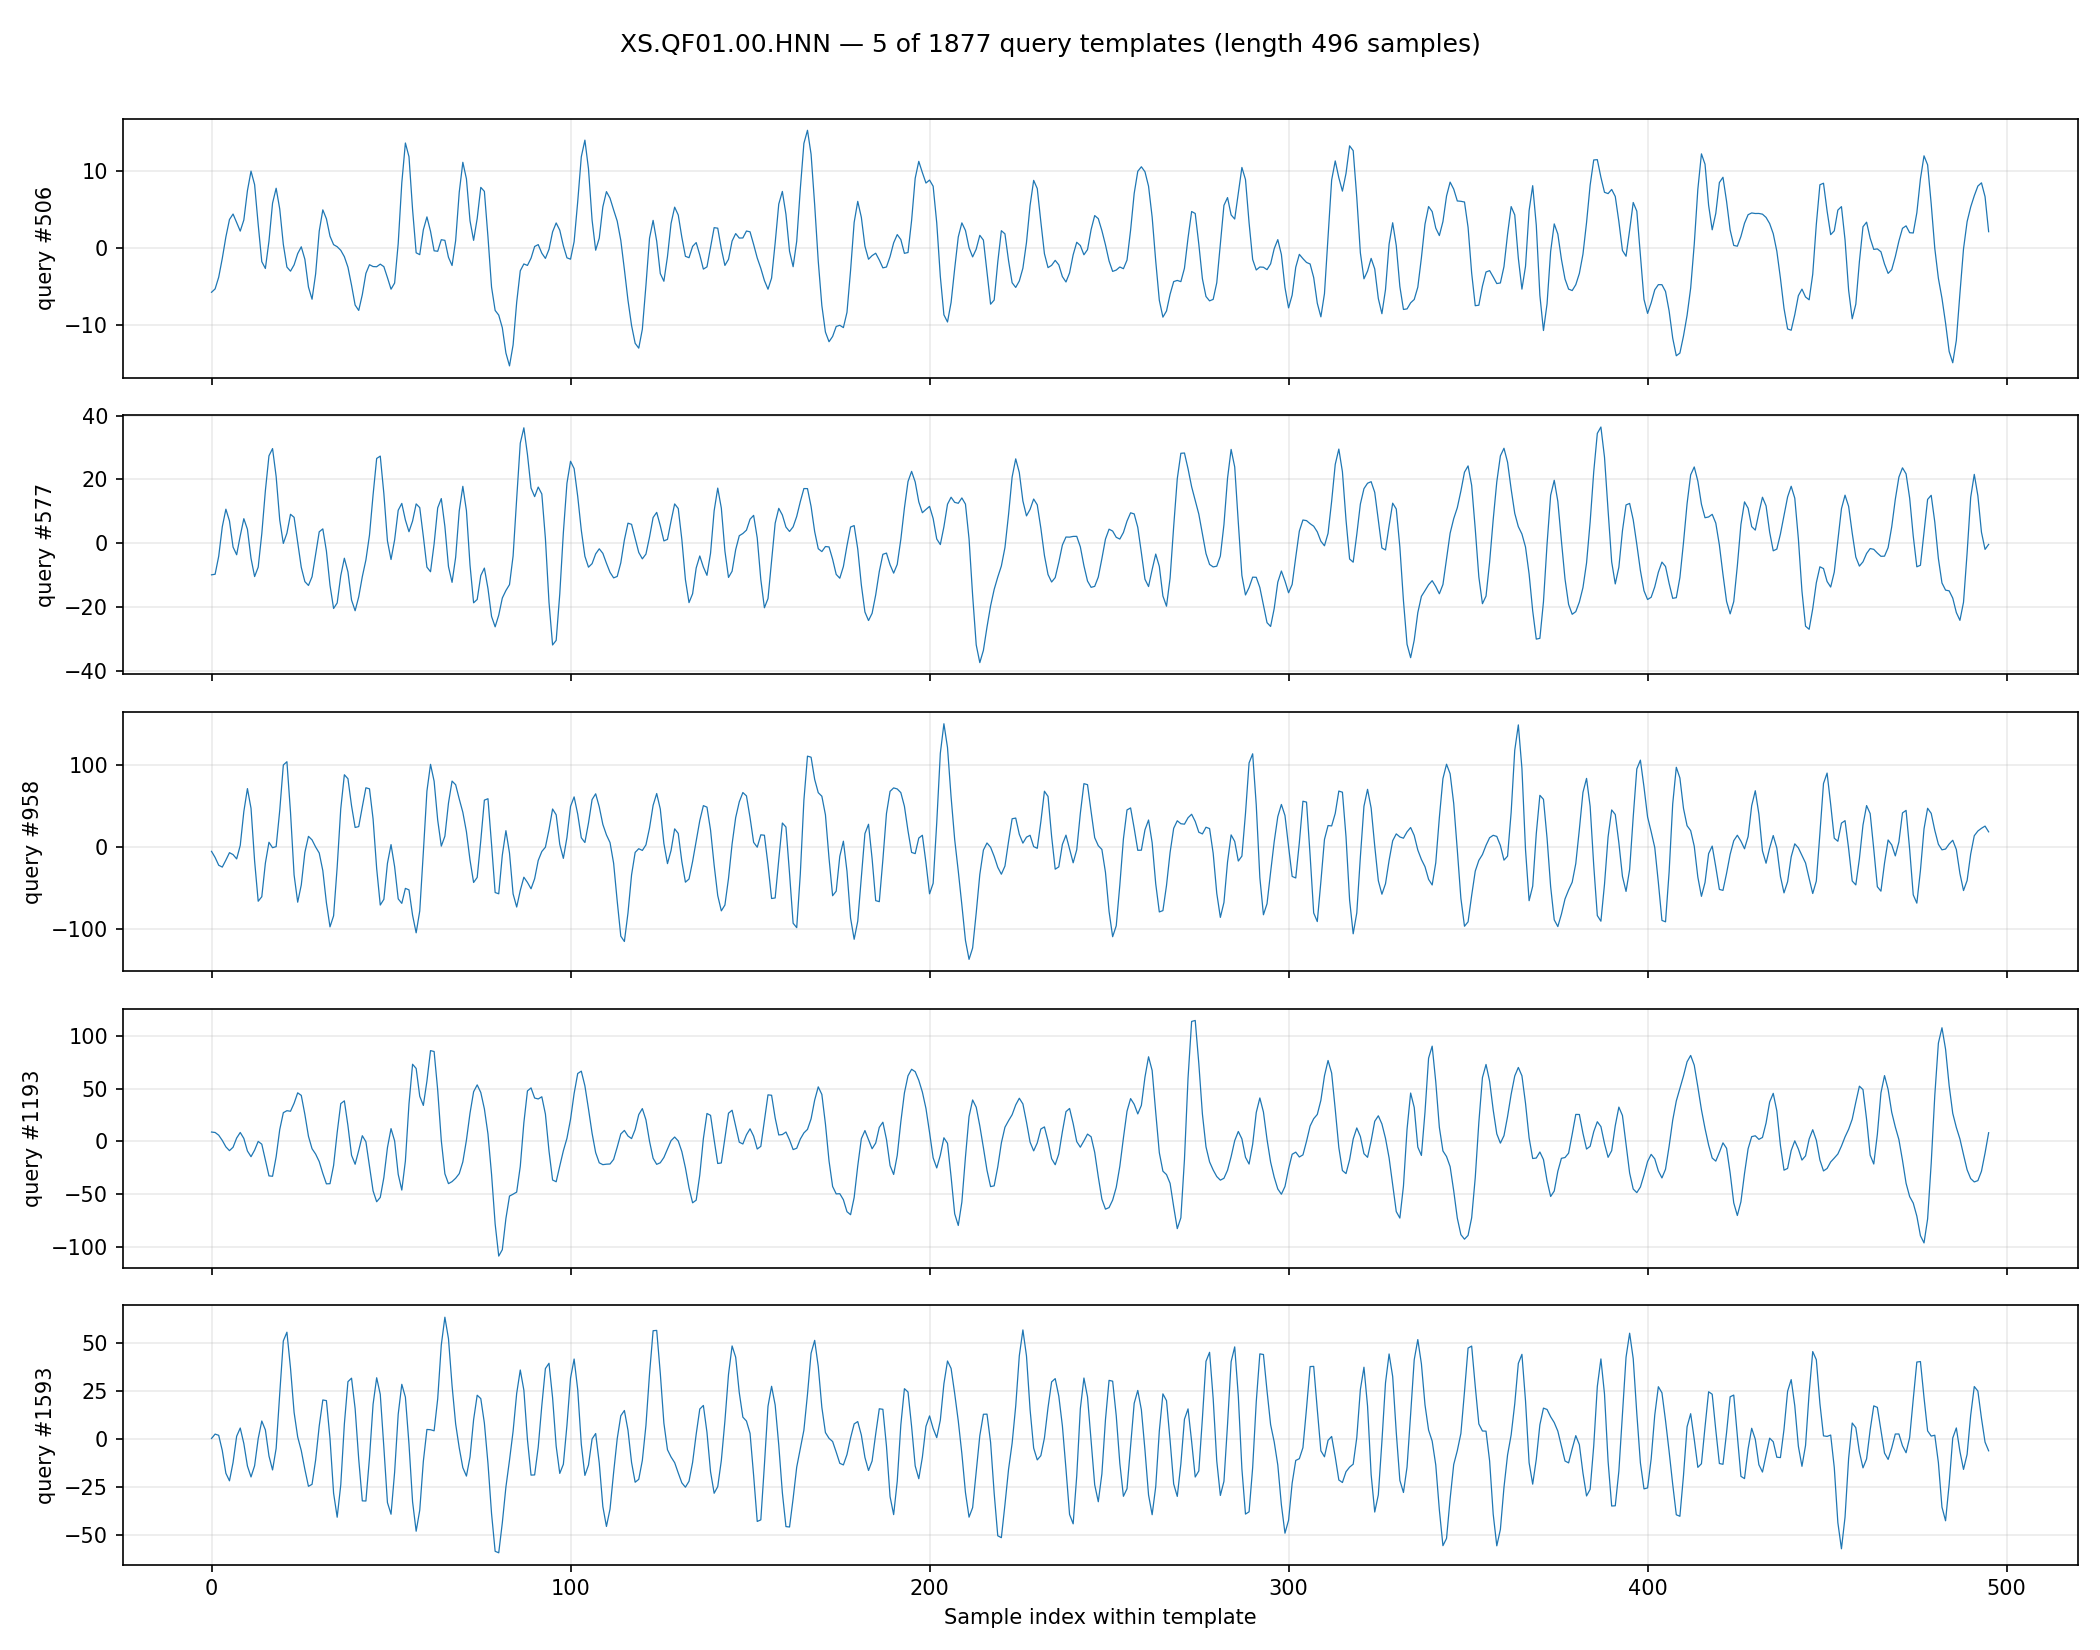 XS.QF01.00.HNN — 5 of 1877 query templates (length 496 samples)
query #506
10
0
−10
query #577
40
20
0
−20
−40
query #958
100
0
−100
query #1193
100
50
0
−50
−100
query #1593
50
25
0
−25
−50
0 100 200 300 400 500
Sample index within template